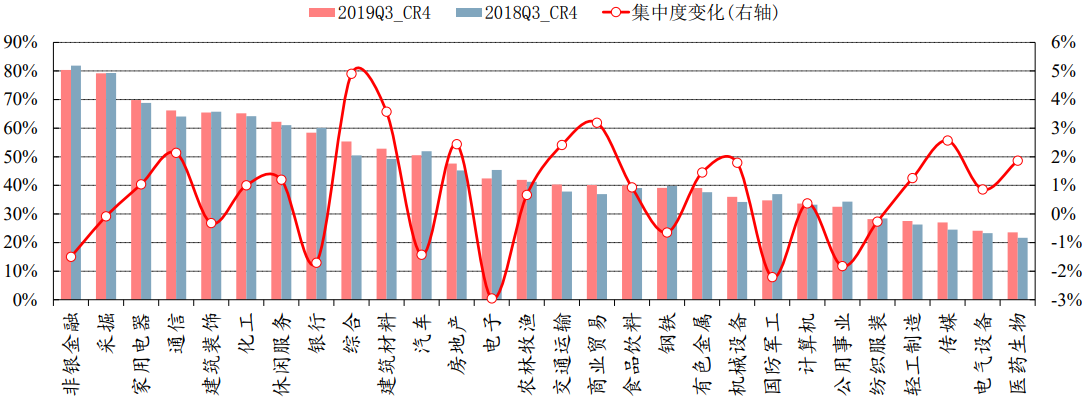 2019Q3_CR4 2018Q3_CR4 集中度变化(右轴)
90% 6%
80% 5%
70% 4%
60% 3%
50% 2%
40% 1%
30% 0%
20% -1%
10% -2%
0% -3%
非银金融
采掘
家用电器
通信
建筑装饰
化工
休闲服务
银行
综合
建筑材料
汽车
房地产
电子
农林牧渔
交通运输
商业贸易
食品饮料
钢铁
有色金属
机械设备
国防军工
计算机
公用事业
纺织服装
轻工制造
传媒
电气设备
医药生物